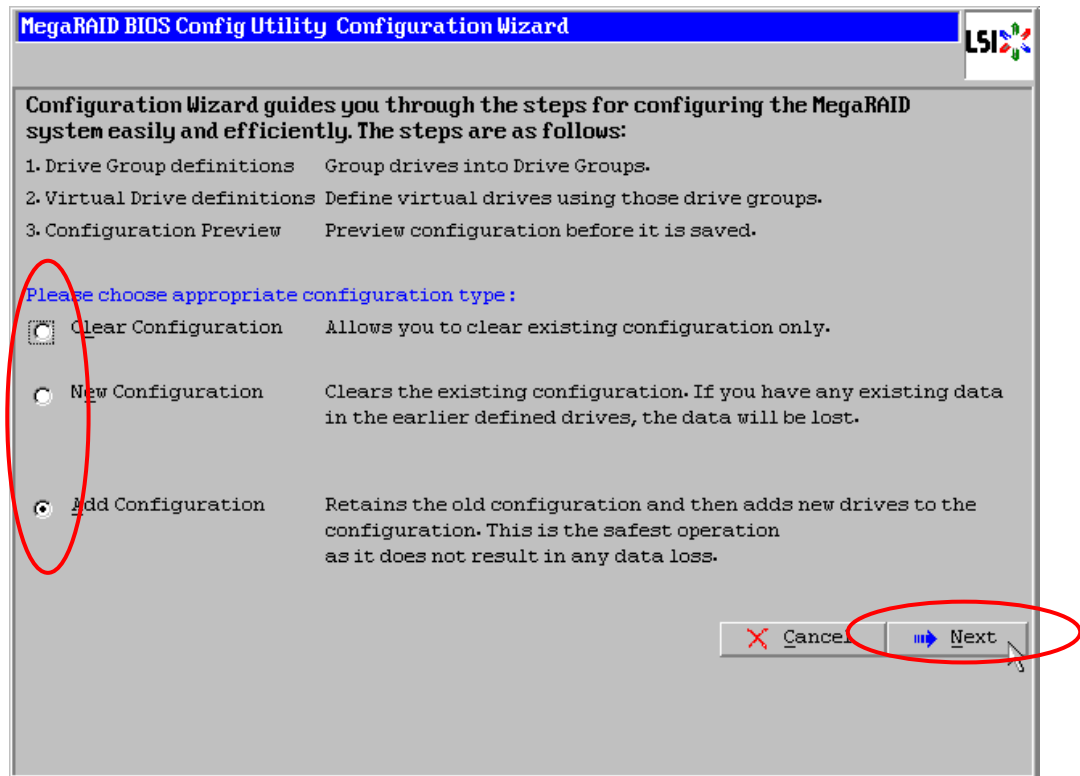 MegaRAID BIOS Config Utility Configuration Wizard
LSI
Configuration Wizard guides you through the steps for configuring the MegaRAID
system easily and efficiently. The steps are as follows:
1. Drive Group definitions Group drives into Drive Groups.
2. Virtual Drive definitions Define virtual drives using those drive groups.
3. Configuration Preview Preview configuration before it is saved.
Please choose appropriate configuration type:
Clear Configuration Allows you to clear existing configuration only.
New Configuration Clears the existing configuration. If you have any existing data
in the earlier defined drives, the data will be lost.
Add Configuration Retains the old configuration and then adds new drives to the
configuration. This is the safest operation
as it does not result in any data loss.
Cancel Next